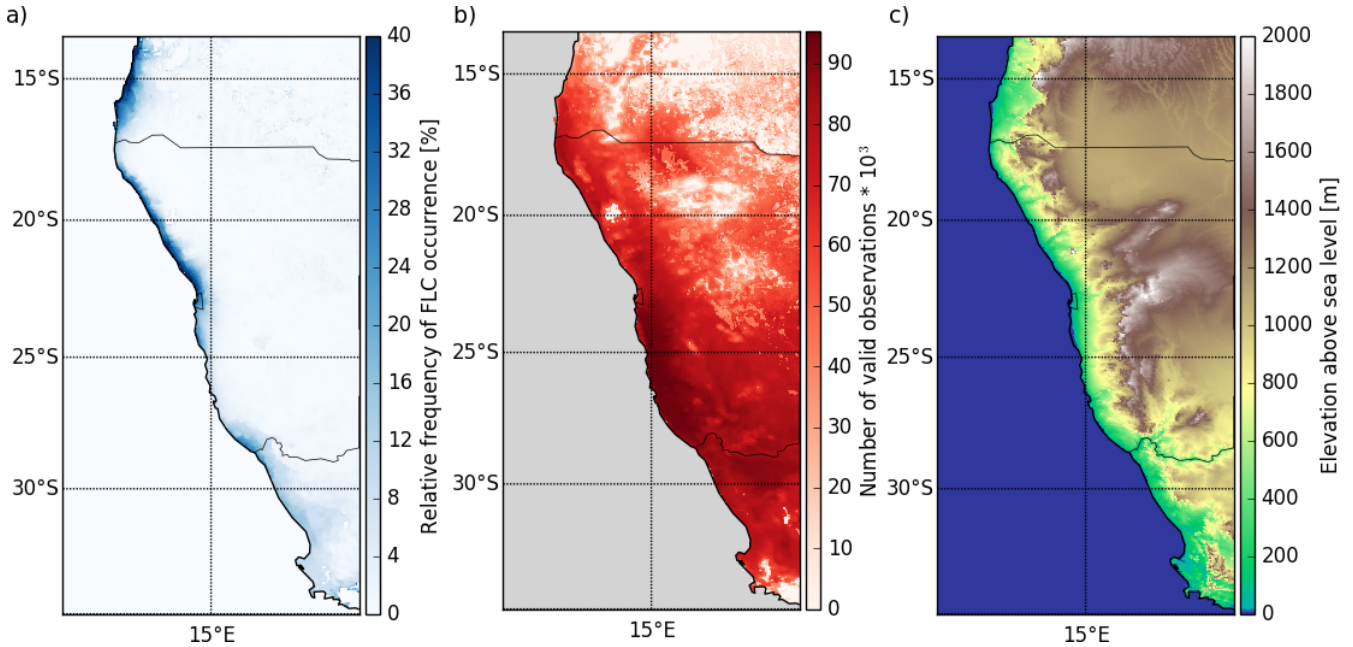 a)
15°S
20°S
25°S
30°S
15°E
40
36
32
28
24
20
16
12
8
4
0
Relative frequency of FLC occurrence [%]
b)
15°S
20°S
25°S
30°S
15°E
90
80
70
60
50
40
30
20
10
0
Number of valid observations * 10³
c)
15°S
20°S
25°S
30°S
15°E
2000
1800
1600
1400
1200
1000
800
600
400
200
0
Elevation above sea level [m]